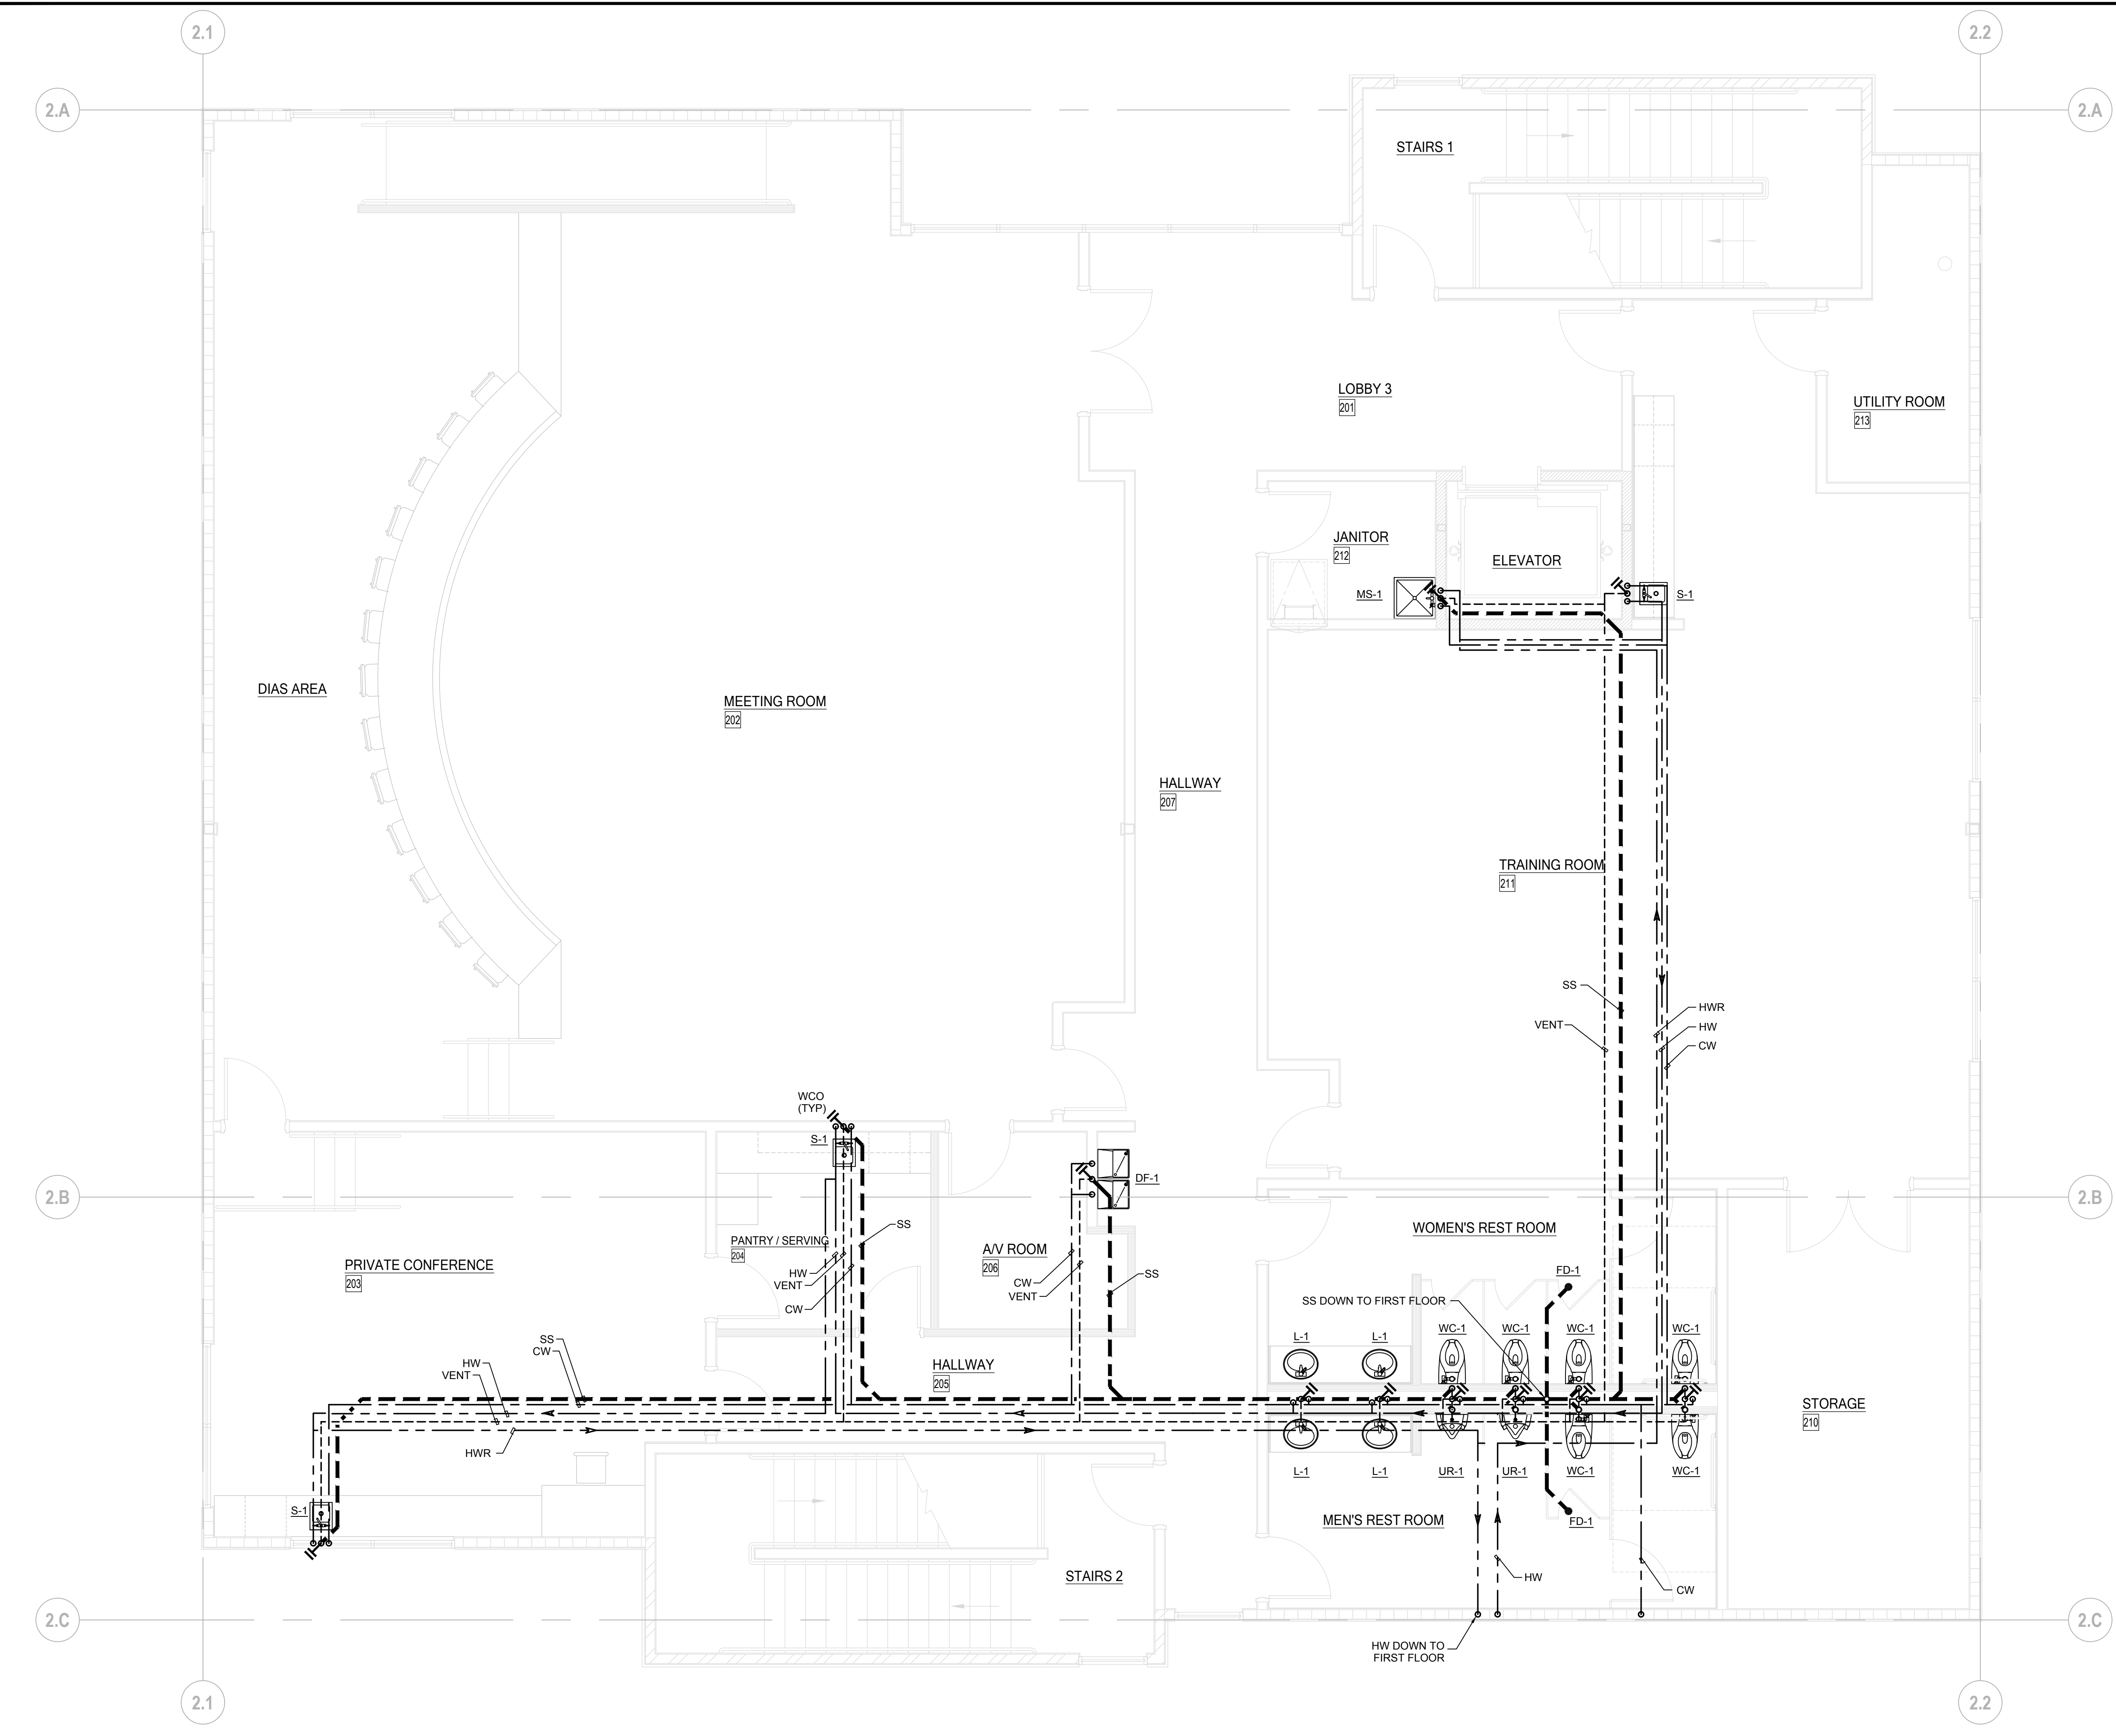 2.1
2.2
2.A
2.A
STAIRS 1
LOBBY 3
201
UTILITY ROOM
213
JANITOR
212
ELEVATOR
MS-1
S-1
DIAS AREA
MEETING ROOM
202
HALLWAY
207
TRAINING ROOM
211
SS
VENT
HWR
HW
CW
WCO
(TYP)
S-1
DF-1
2.B
2.B
PANTRY / SERVING
204
SS
A/V ROOM
206
WOMEN'S REST ROOM
PRIVATE CONFERENCE
203
HW
VENT
CW
CW
VENT
SS
FD-1
SS DOWN TO FIRST FLOOR
SS
CW
HW
VENT
HALLWAY
205
L-1
L-1
WC-1
WC-1
WC-1
WC-1
STORAGE
210
HWR
L-1
L-1
UR-1
UR-1
WC-1
WC-1
S-1
MEN'S REST ROOM
FD-1
STAIRS 2
HW
CW
2.C
2.C
HW DOWN TO
FIRST FLOOR
2.1
2.2